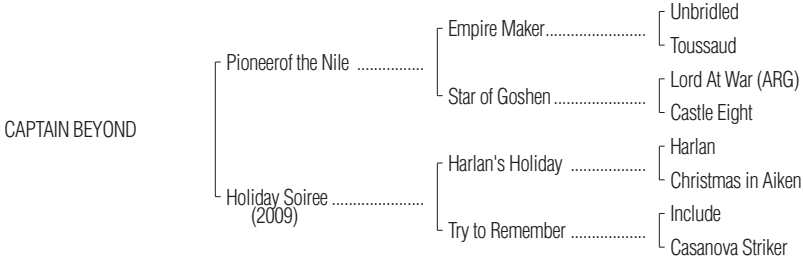 Unbridled
Empire Maker......................
Toussaud
Pioneerof the Nile ................
Lord At War (ARG)
Star of Goshen......................
Castle Eight
CAPTAIN BEYOND
Harlan
Harlan's Holiday ..................
Christmas in Aiken
Holiday Soiree ......................
(2009)
Include
Try to Remember ..................
Casanova Striker